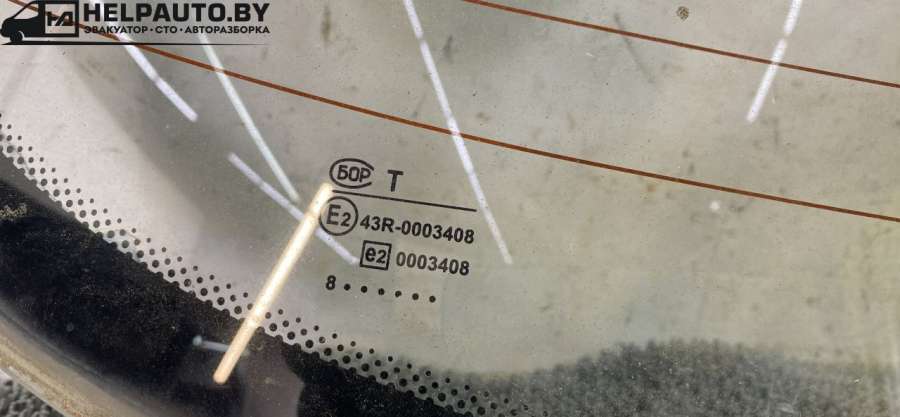 HELPAUTO.BY
ЭВАКУАТОР · СТО · АВТОРАЗБОРКА
БОР T
E2 43R-0003408
e2 0003408
8 • • • • • •